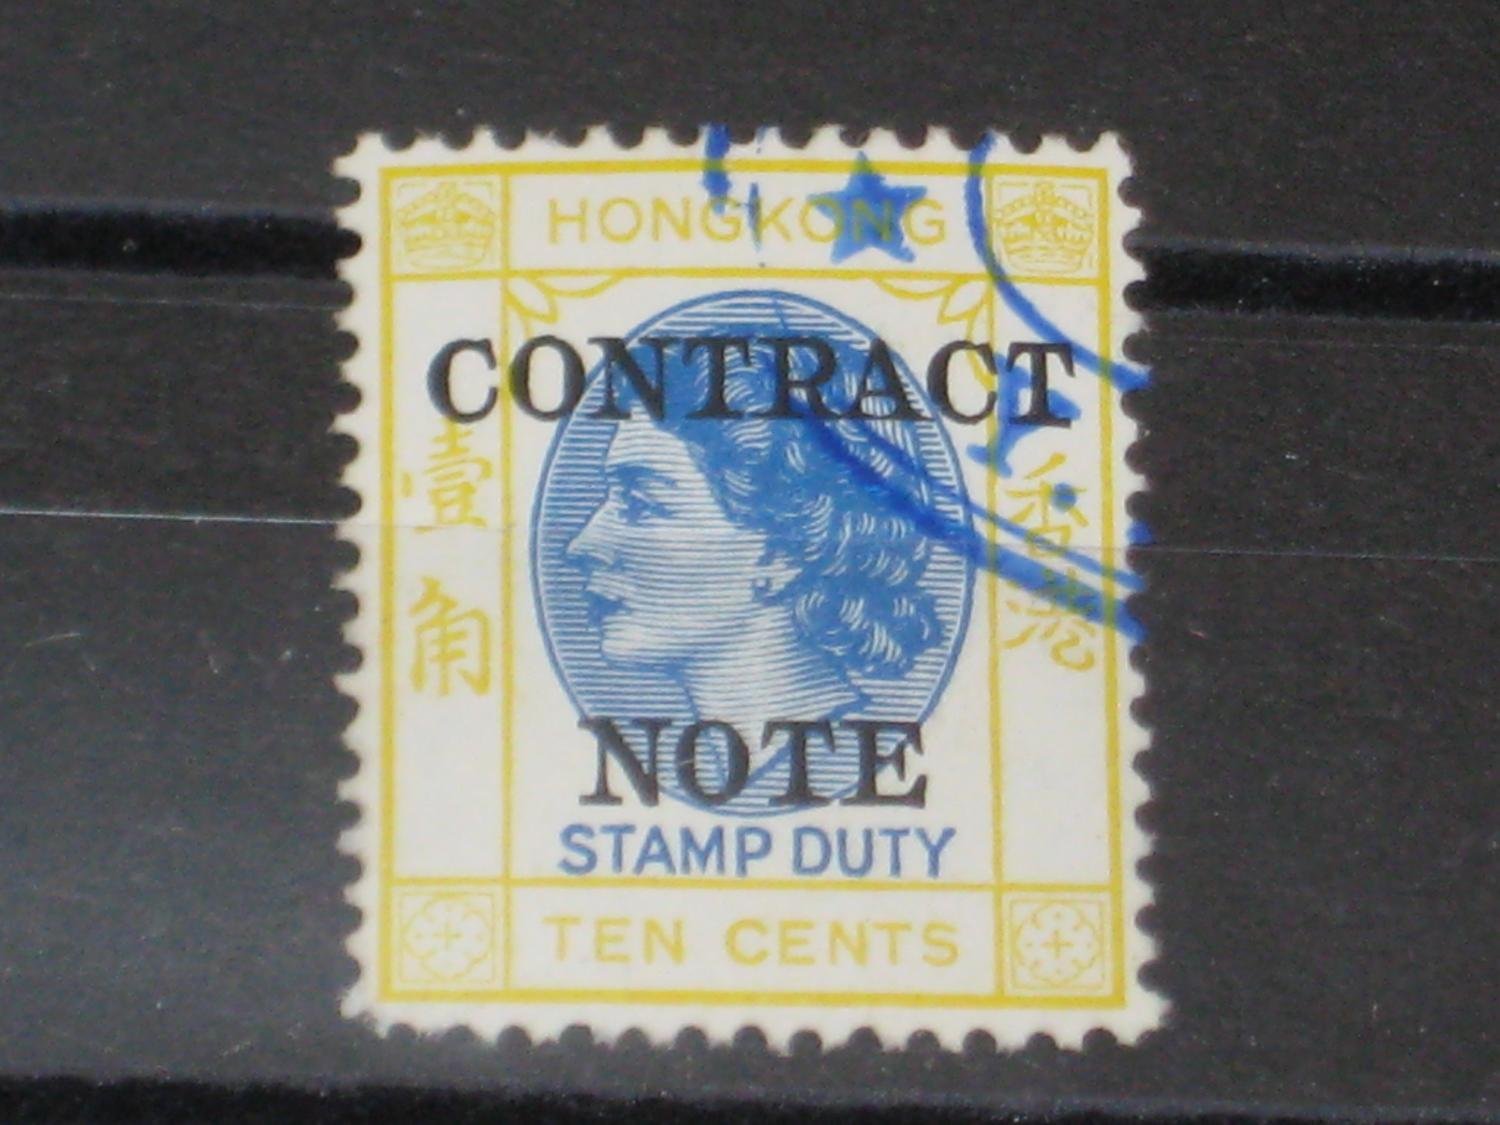 HONGKONG
CONTRACT
壹角
香港
NOTE
STAMP DUTY
TEN CENTS